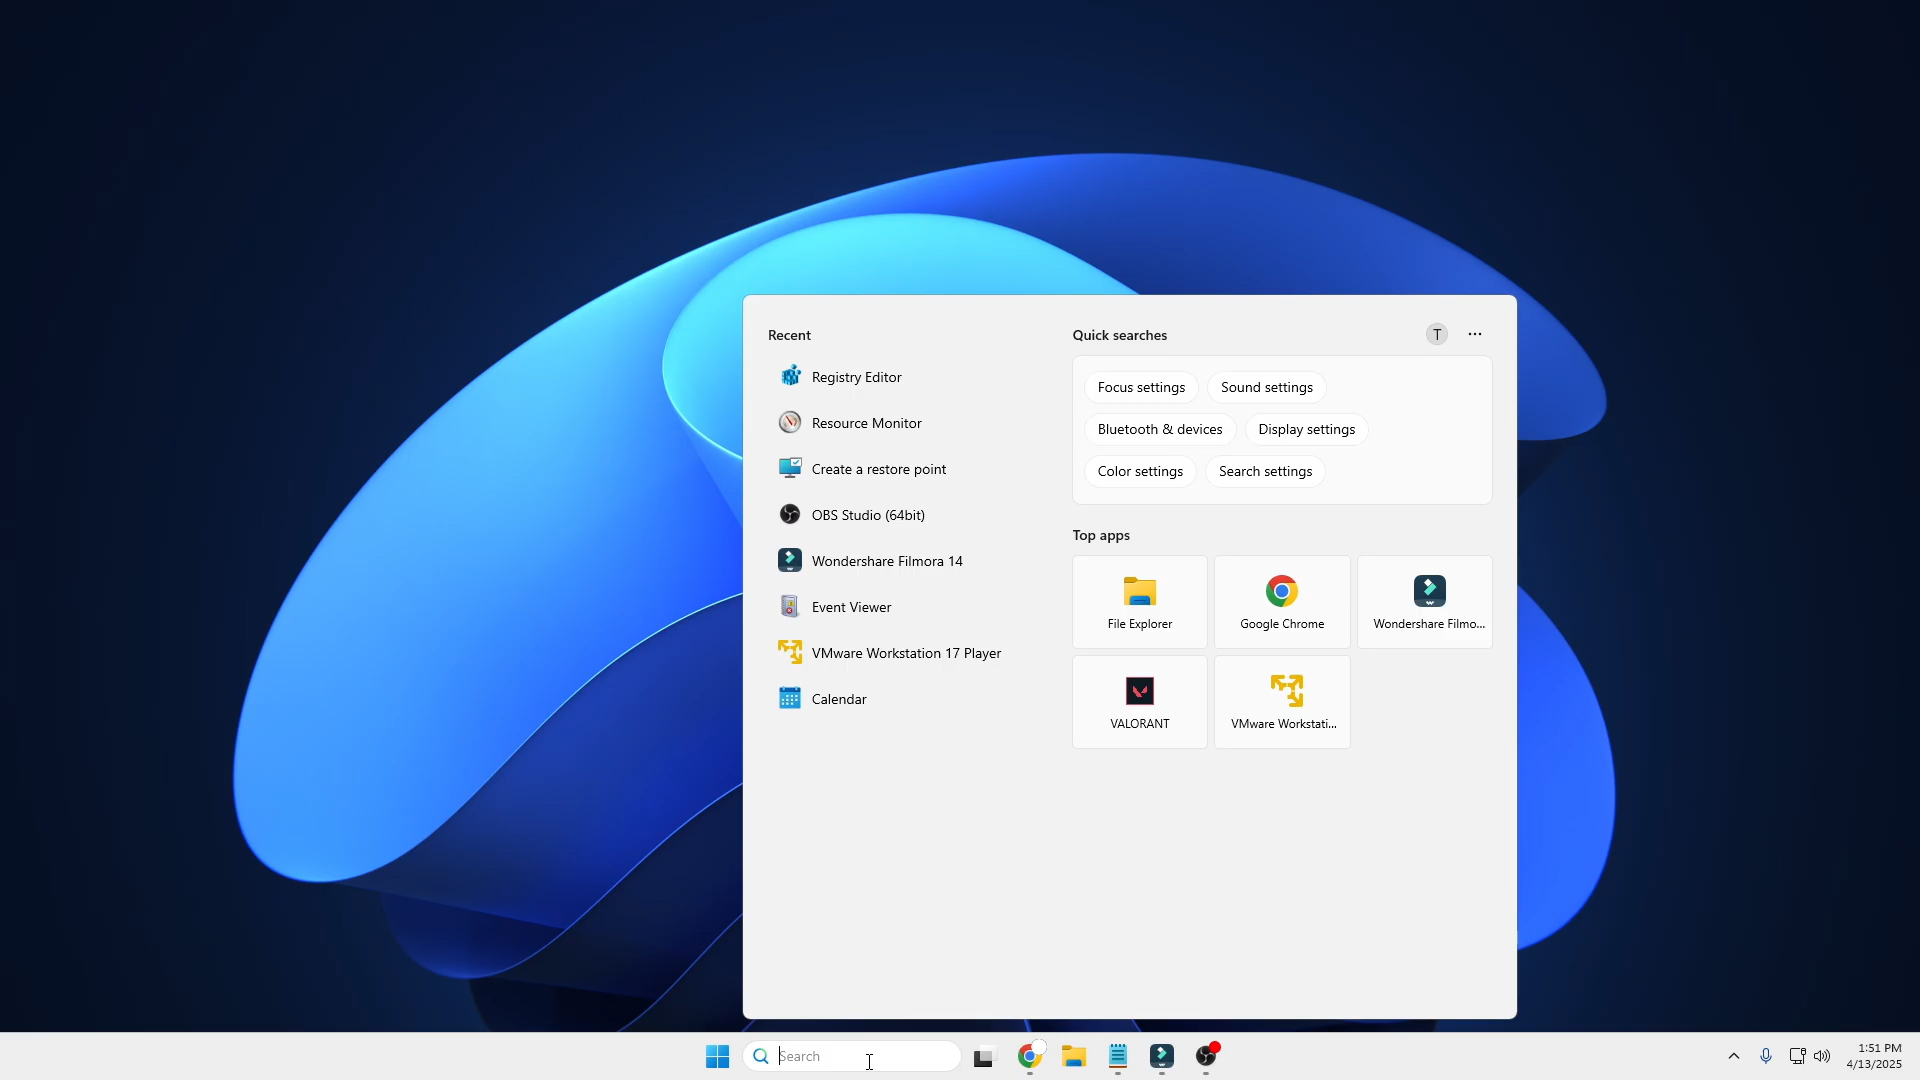 Recent
Registry Editor
Resource Monitor
Create a restore point
OBS Studio (64bit)
Wondershare Filmora 14
Event Viewer
VMware Workstation 17 Player
Calendar
Quick searches
T
Focus settings
Sound settings
Bluetooth & devices
Display settings
Color settings
Search settings
Top apps
File Explorer
Google Chrome
Wondershare Filmo...
VALORANT
VMware Workstati...
Search
1:51 PM
4/13/2025